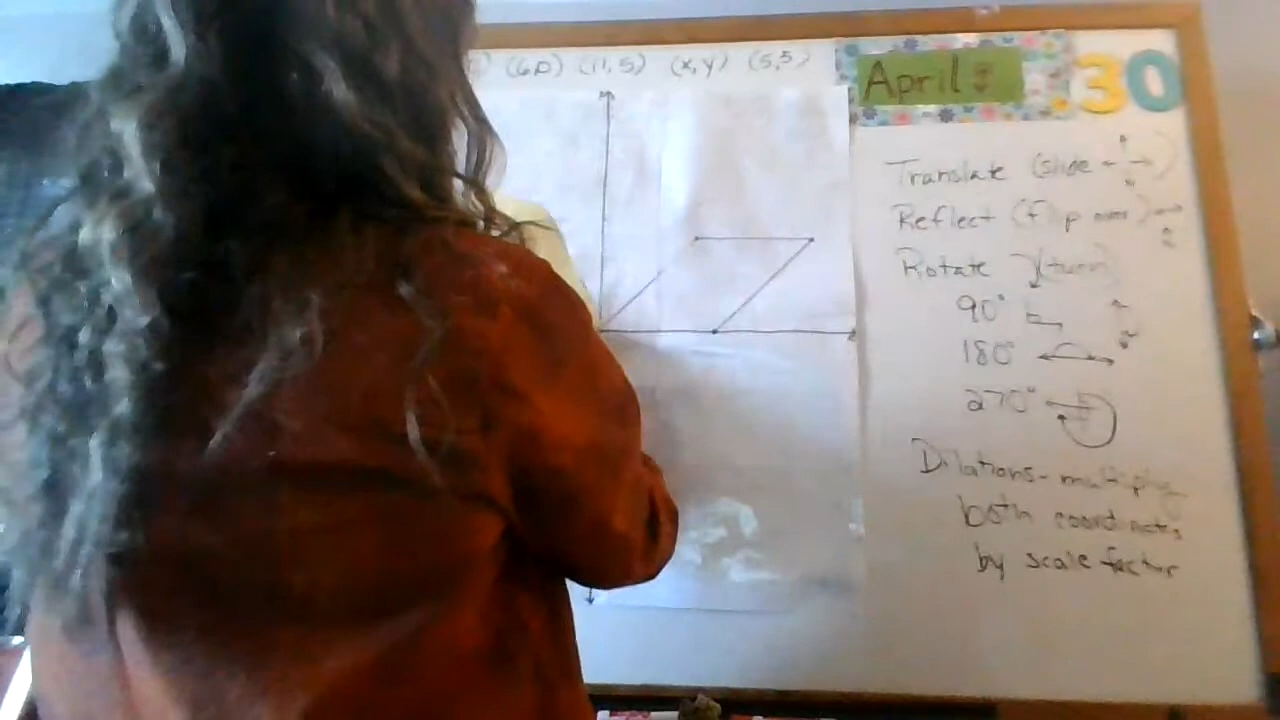 (6,0) (11,5) (x,y) (5,5)
April: 30
Translate (slide
Reflect (flip over)
Rotate (turn)
90°
180°
270°
Dilations - multiply
both coordinates
by scale factor